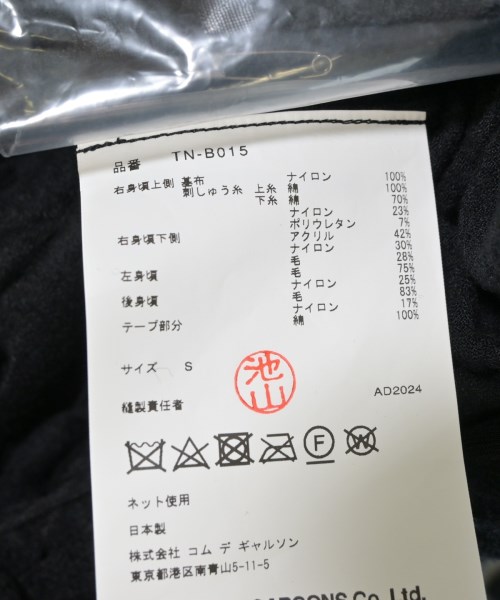 品番 TN-B015
右身頃上側 基布 ナイロン 100%
刺しゅう糸 上糸 綿 100%
下糸 綿 70%
ナイロン 23%
ポリウレタン 7%
右身頃下側 アクリル 42%
ナイロン 30%
毛 28%
左身頃 毛 75%
ナイロン 25%
後身頃 毛 83%
ナイロン 17%
テープ部分 綿 100%
サイズ S
池山
縫製責任者
AD2024
F W
ネット使用
日本製
株式会社 コム デ ギャルソン
東京都港区南青山5-11-5
GARCONS Co., Ltd.